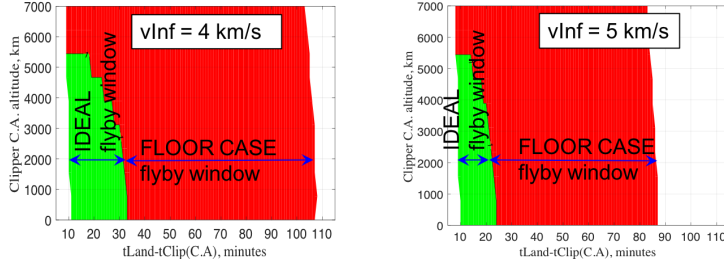 vInf = 4 km/s
Clipper C.A. altitude, km
7000
6000
5000
4000
3000
2000
1000
0
IDEAL
flyby window
FLOOR CASE
flyby window
10 20 30 40 50 60 70 80 90 100 110
tLand-tClip(C.A), minutes
vInf = 5 km/s
Clipper C.A. altitude, km
7000
6000
5000
4000
3000
2000
1000
0
IDEAL
flyby window
FLOOR CASE
flyby window
10 20 30 40 50 60 70 80 90 100 110
tLand-tClip(C.A), minutes